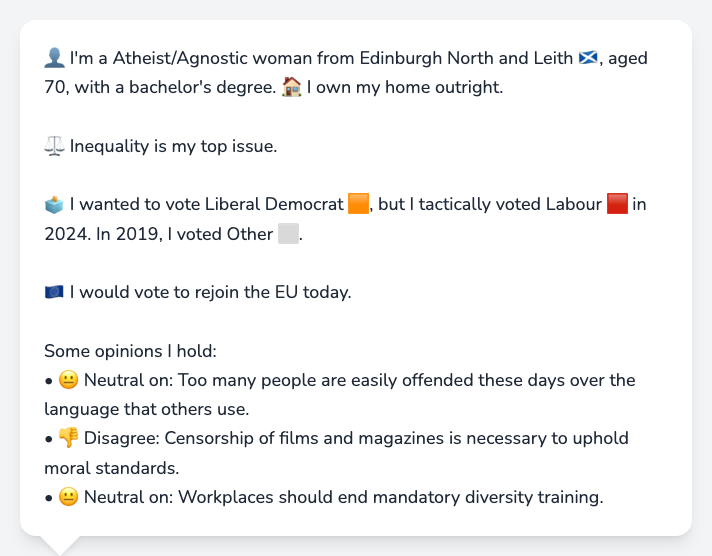 👤 I'm a Atheist/Agnostic woman from Edinburgh North and Leith 🏴󠁧󠁢󠁳󠁣󠁴󠁿, aged
70, with a bachelor's degree. 🏠 I own my home outright.
⚖️ Inequality is my top issue.
🗳️ I wanted to vote Liberal Democrat 🟧, but I tactically voted Labour 🟥 in
2024. In 2019, I voted Other ⬜.
🇪🇺 I would vote to rejoin the EU today.
Some opinions I hold:
• 😐 Neutral on: Too many people are easily offended these days over the
language that others use.
• 👎 Disagree: Censorship of films and magazines is necessary to uphold
moral standards.
• 😐 Neutral on: Workplaces should end mandatory diversity training.